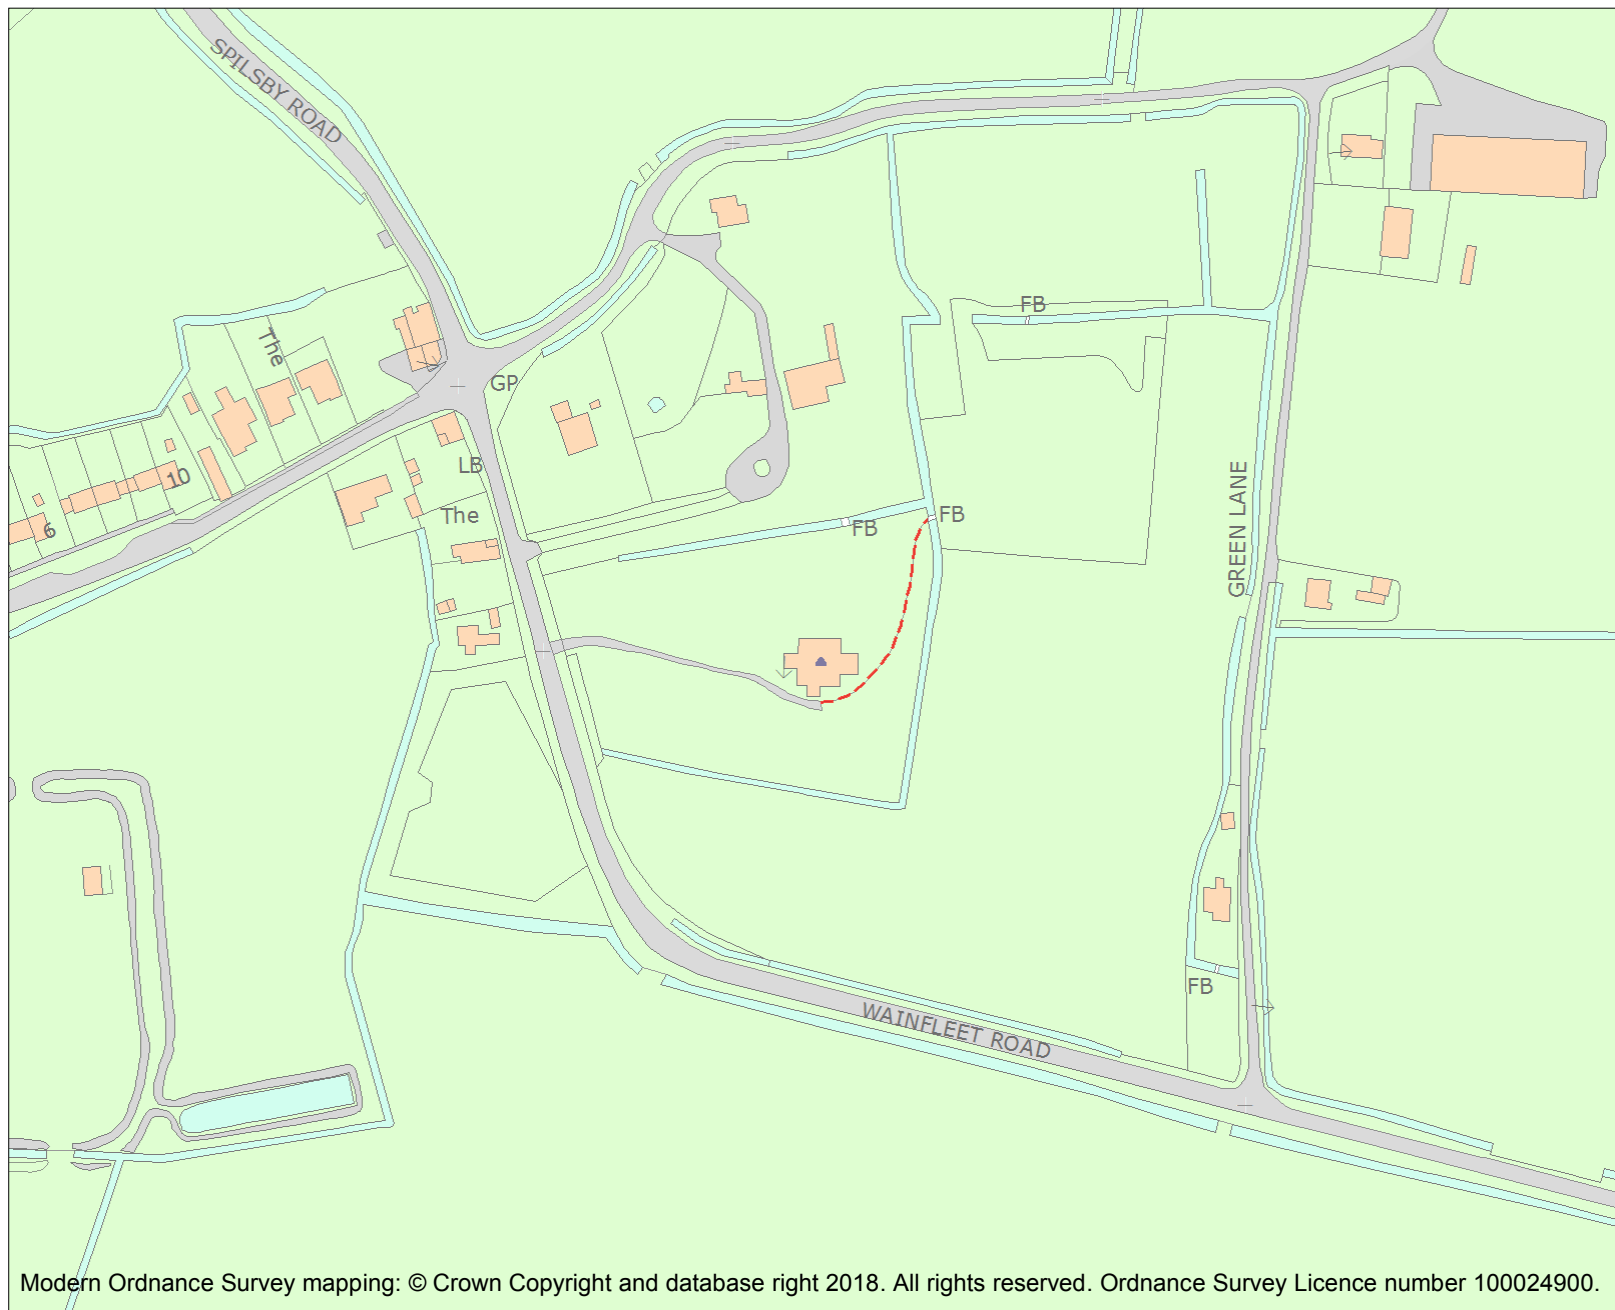 SPILSBY ROAD
FB
The
GP
LB
10
The
6
FB
FB
GREEN LANE
FB
WAINFLEET ROAD
Modern Ordnance Survey mapping: © Crown Copyright and database right 2018. All rights reserved. Ordnance Survey Licence number 100024900.